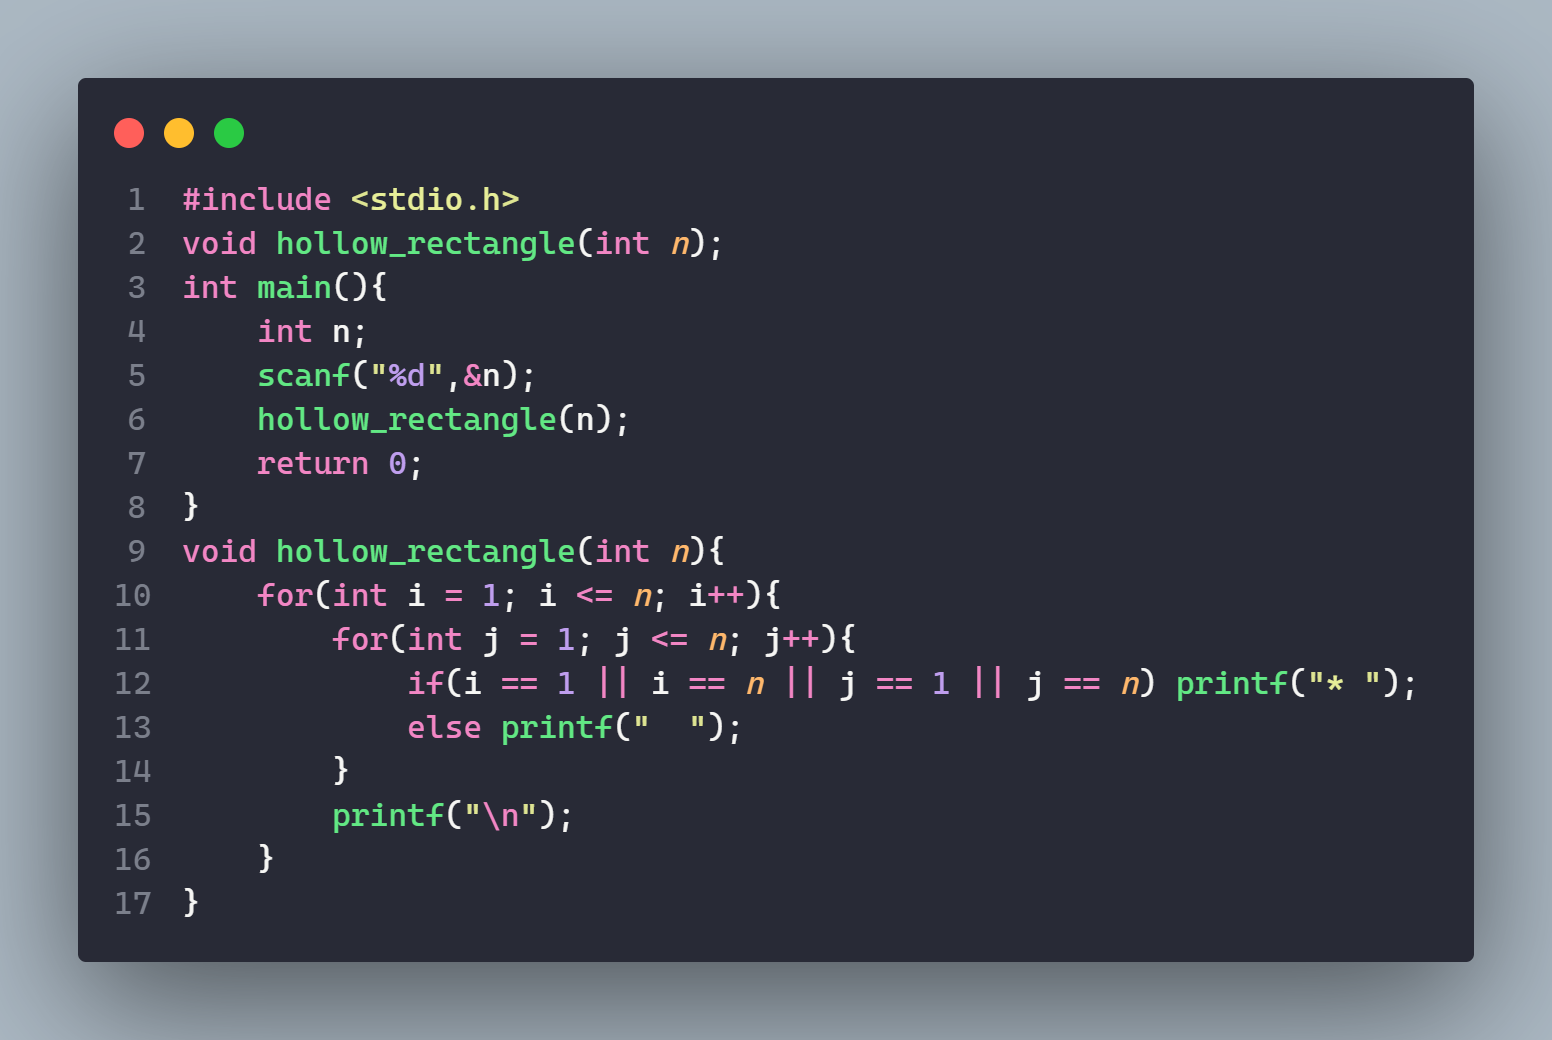 1 #include <stdio.h>
2 void hollow_rectangle(int n);
3 int main(){
4     int n;
5     scanf("%d",&n);
6     hollow_rectangle(n);
7     return 0;
8 }
9 void hollow_rectangle(int n){
10     for(int i = 1; i <= n; i++){
11         for(int j = 1; j <= n; j++){
12             if(i == 1 || i == n || j == 1 || j == n) printf("* ");
13             else printf("  ");
14         }
15         printf("\n");
16     }
17 }